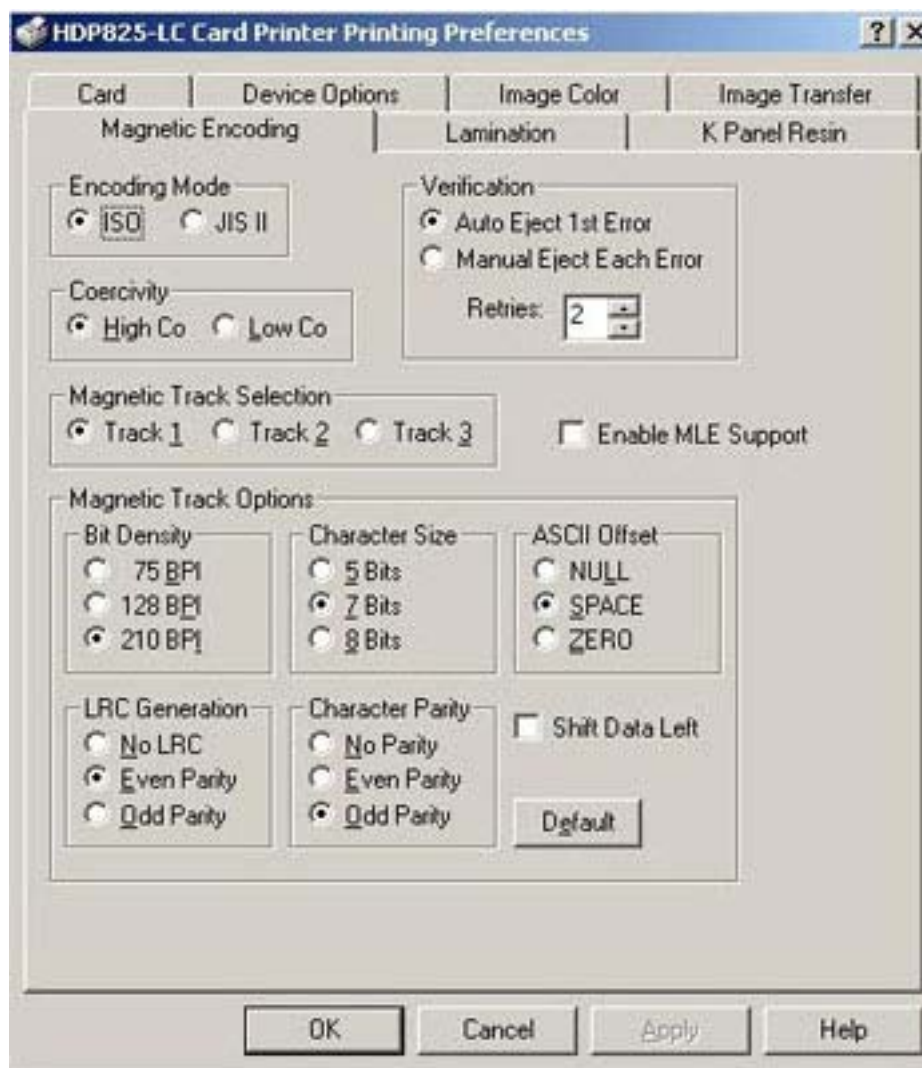 HDP825-LC Card Printer Printing Preferences
Card Device Options Image Color Image Transfer
Magnetic Encoding Lamination K Panel Resin
Encoding Mode
ISO JIS II
Verification
Auto Eject 1st Error
Manual Eject Each Error
Retries: 2
Coercivity
High Co Low Co
Magnetic Track Selection
Track 1 Track 2 Track 3
Enable MLE Support
Magnetic Track Options
Bit Density
75 BPI
128 BPI
210 BPI
Character Size
5 Bits
7 Bits
8 Bits
ASCII Offset
NULL
SPACE
ZERO
LRC Generation
No LRC
Even Parity
Odd Parity
Character Parity
No Parity
Even Parity
Odd Parity
Shift Data Left
Default
OK Cancel Apply Help